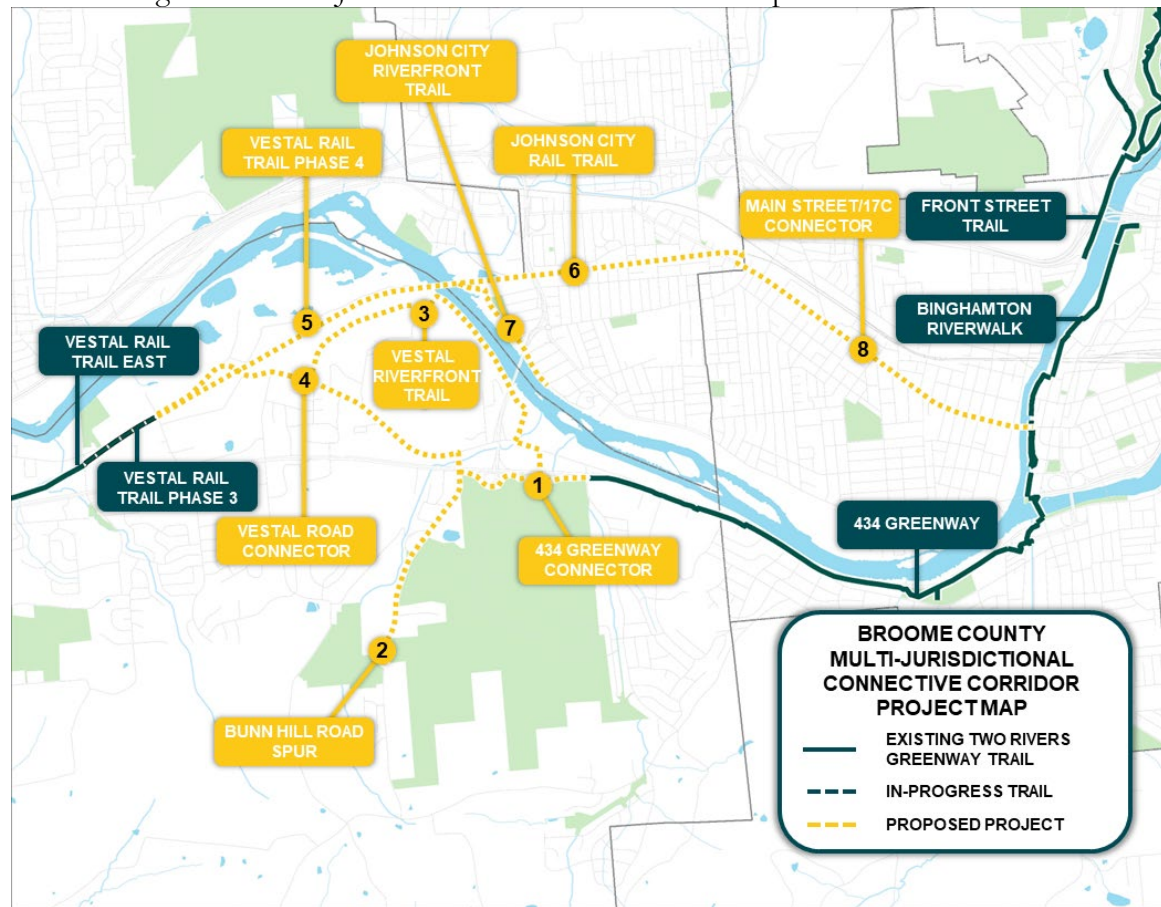 JOHNSON CITY
RIVERFRONT
TRAIL
VESTAL RAIL
TRAIL PHASE 4
JOHNSON CITY
RAIL TRAIL
MAIN STREET/17C
CONNECTOR
FRONT STREET
TRAIL
6
BINGHAMTON
RIVERWALK
5
3
7
8
VESTAL RAIL
TRAIL EAST
4
VESTAL
RIVERFRONT
TRAIL
VESTAL RAIL
TRAIL PHASE 3
1
VESTAL ROAD
CONNECTOR
434 GREENWAY
CONNECTOR
434 GREENWAY
2
BUNN HILL ROAD
SPUR
BROOME COUNTY
MULTI-JURISDICTIONAL
CONNECTIVE CORRIDOR
PROJECT MAP
EXISTING TWO RIVERS
GREENWAY TRAIL
IN-PROGRESS TRAIL
PROPOSED PROJECT